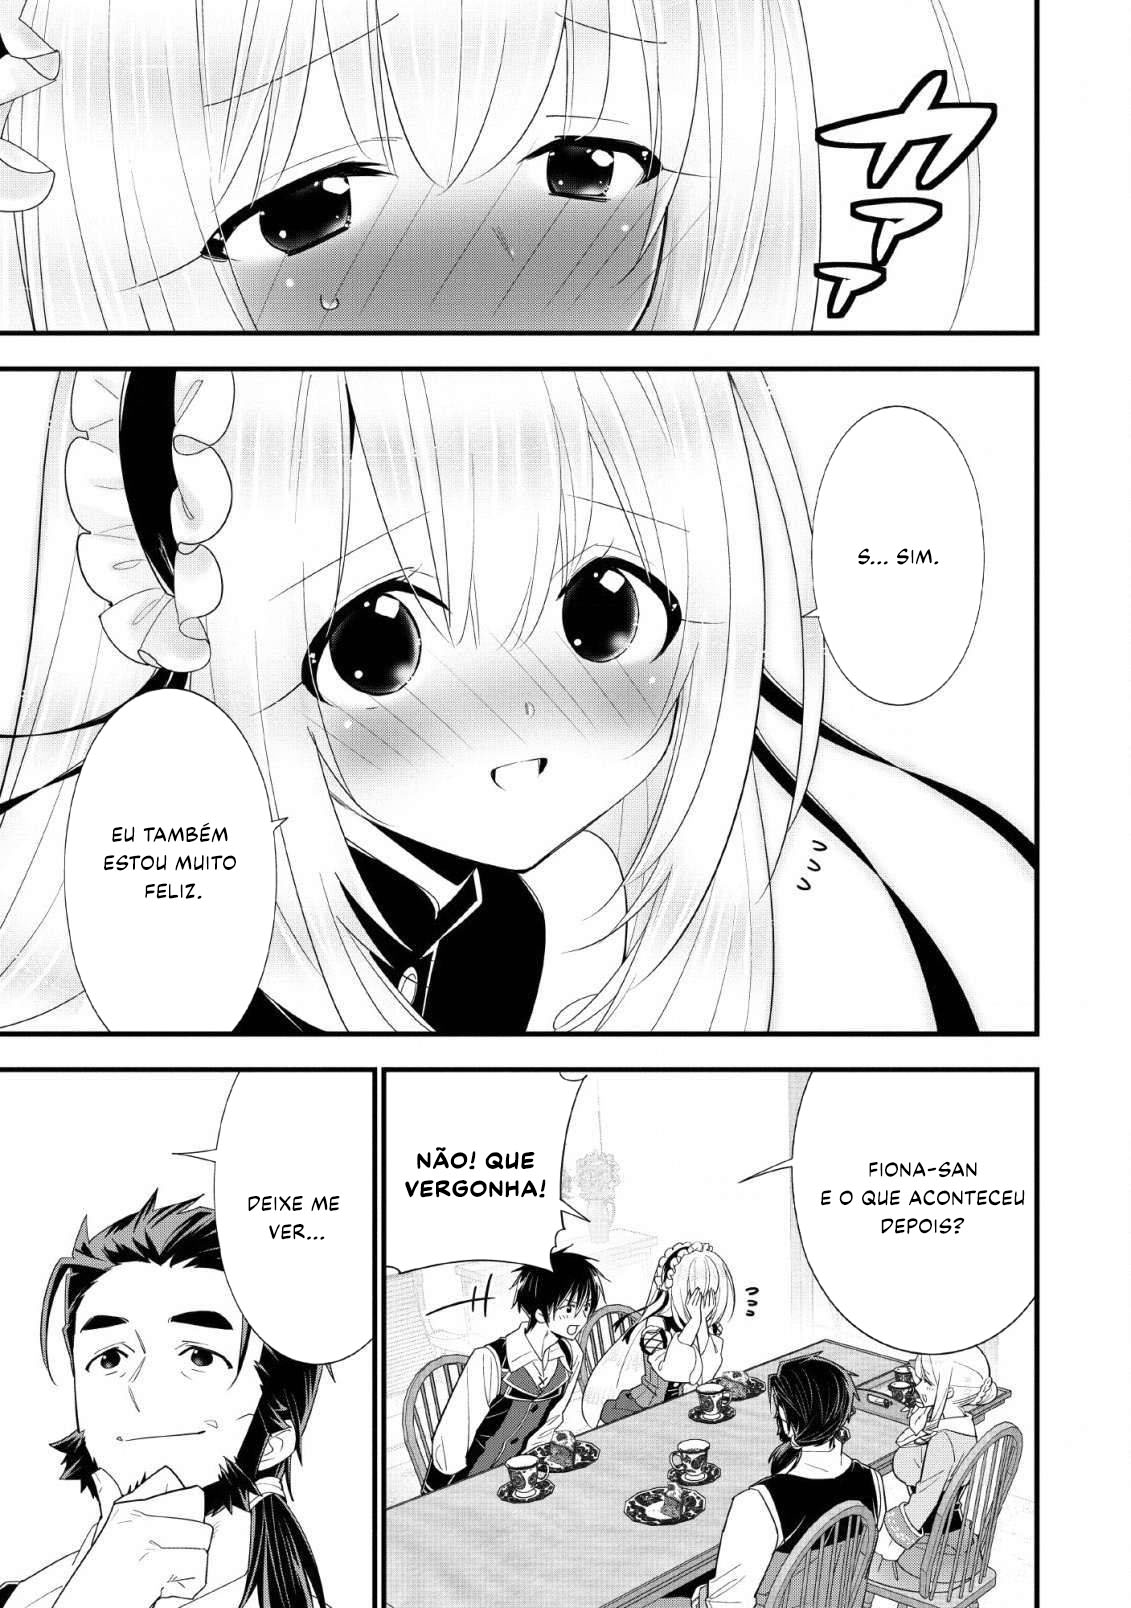 カァァ
S... SIM.
EU TAMBÉM
ESTOU MUITO
FELIZ.
FIONA-SAN
E O QUE ACONTECEU
DEPOIS?
NÃO! QUE
VERGONHA!
DEIXE ME
VER...